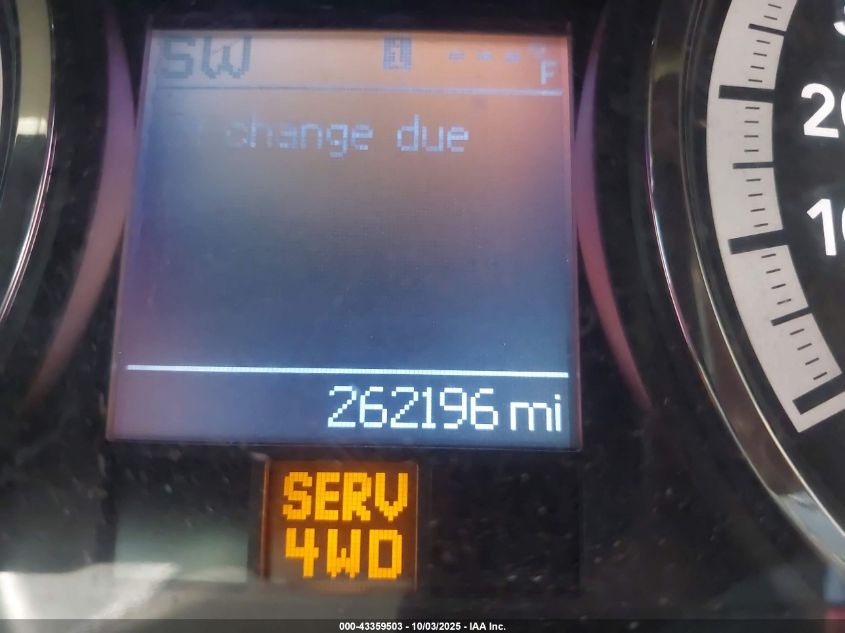 SW ---°F
change due
20
10
262196 mi
SERV
4WD
000-43359503 - 10/03/2025 - IAA Inc.